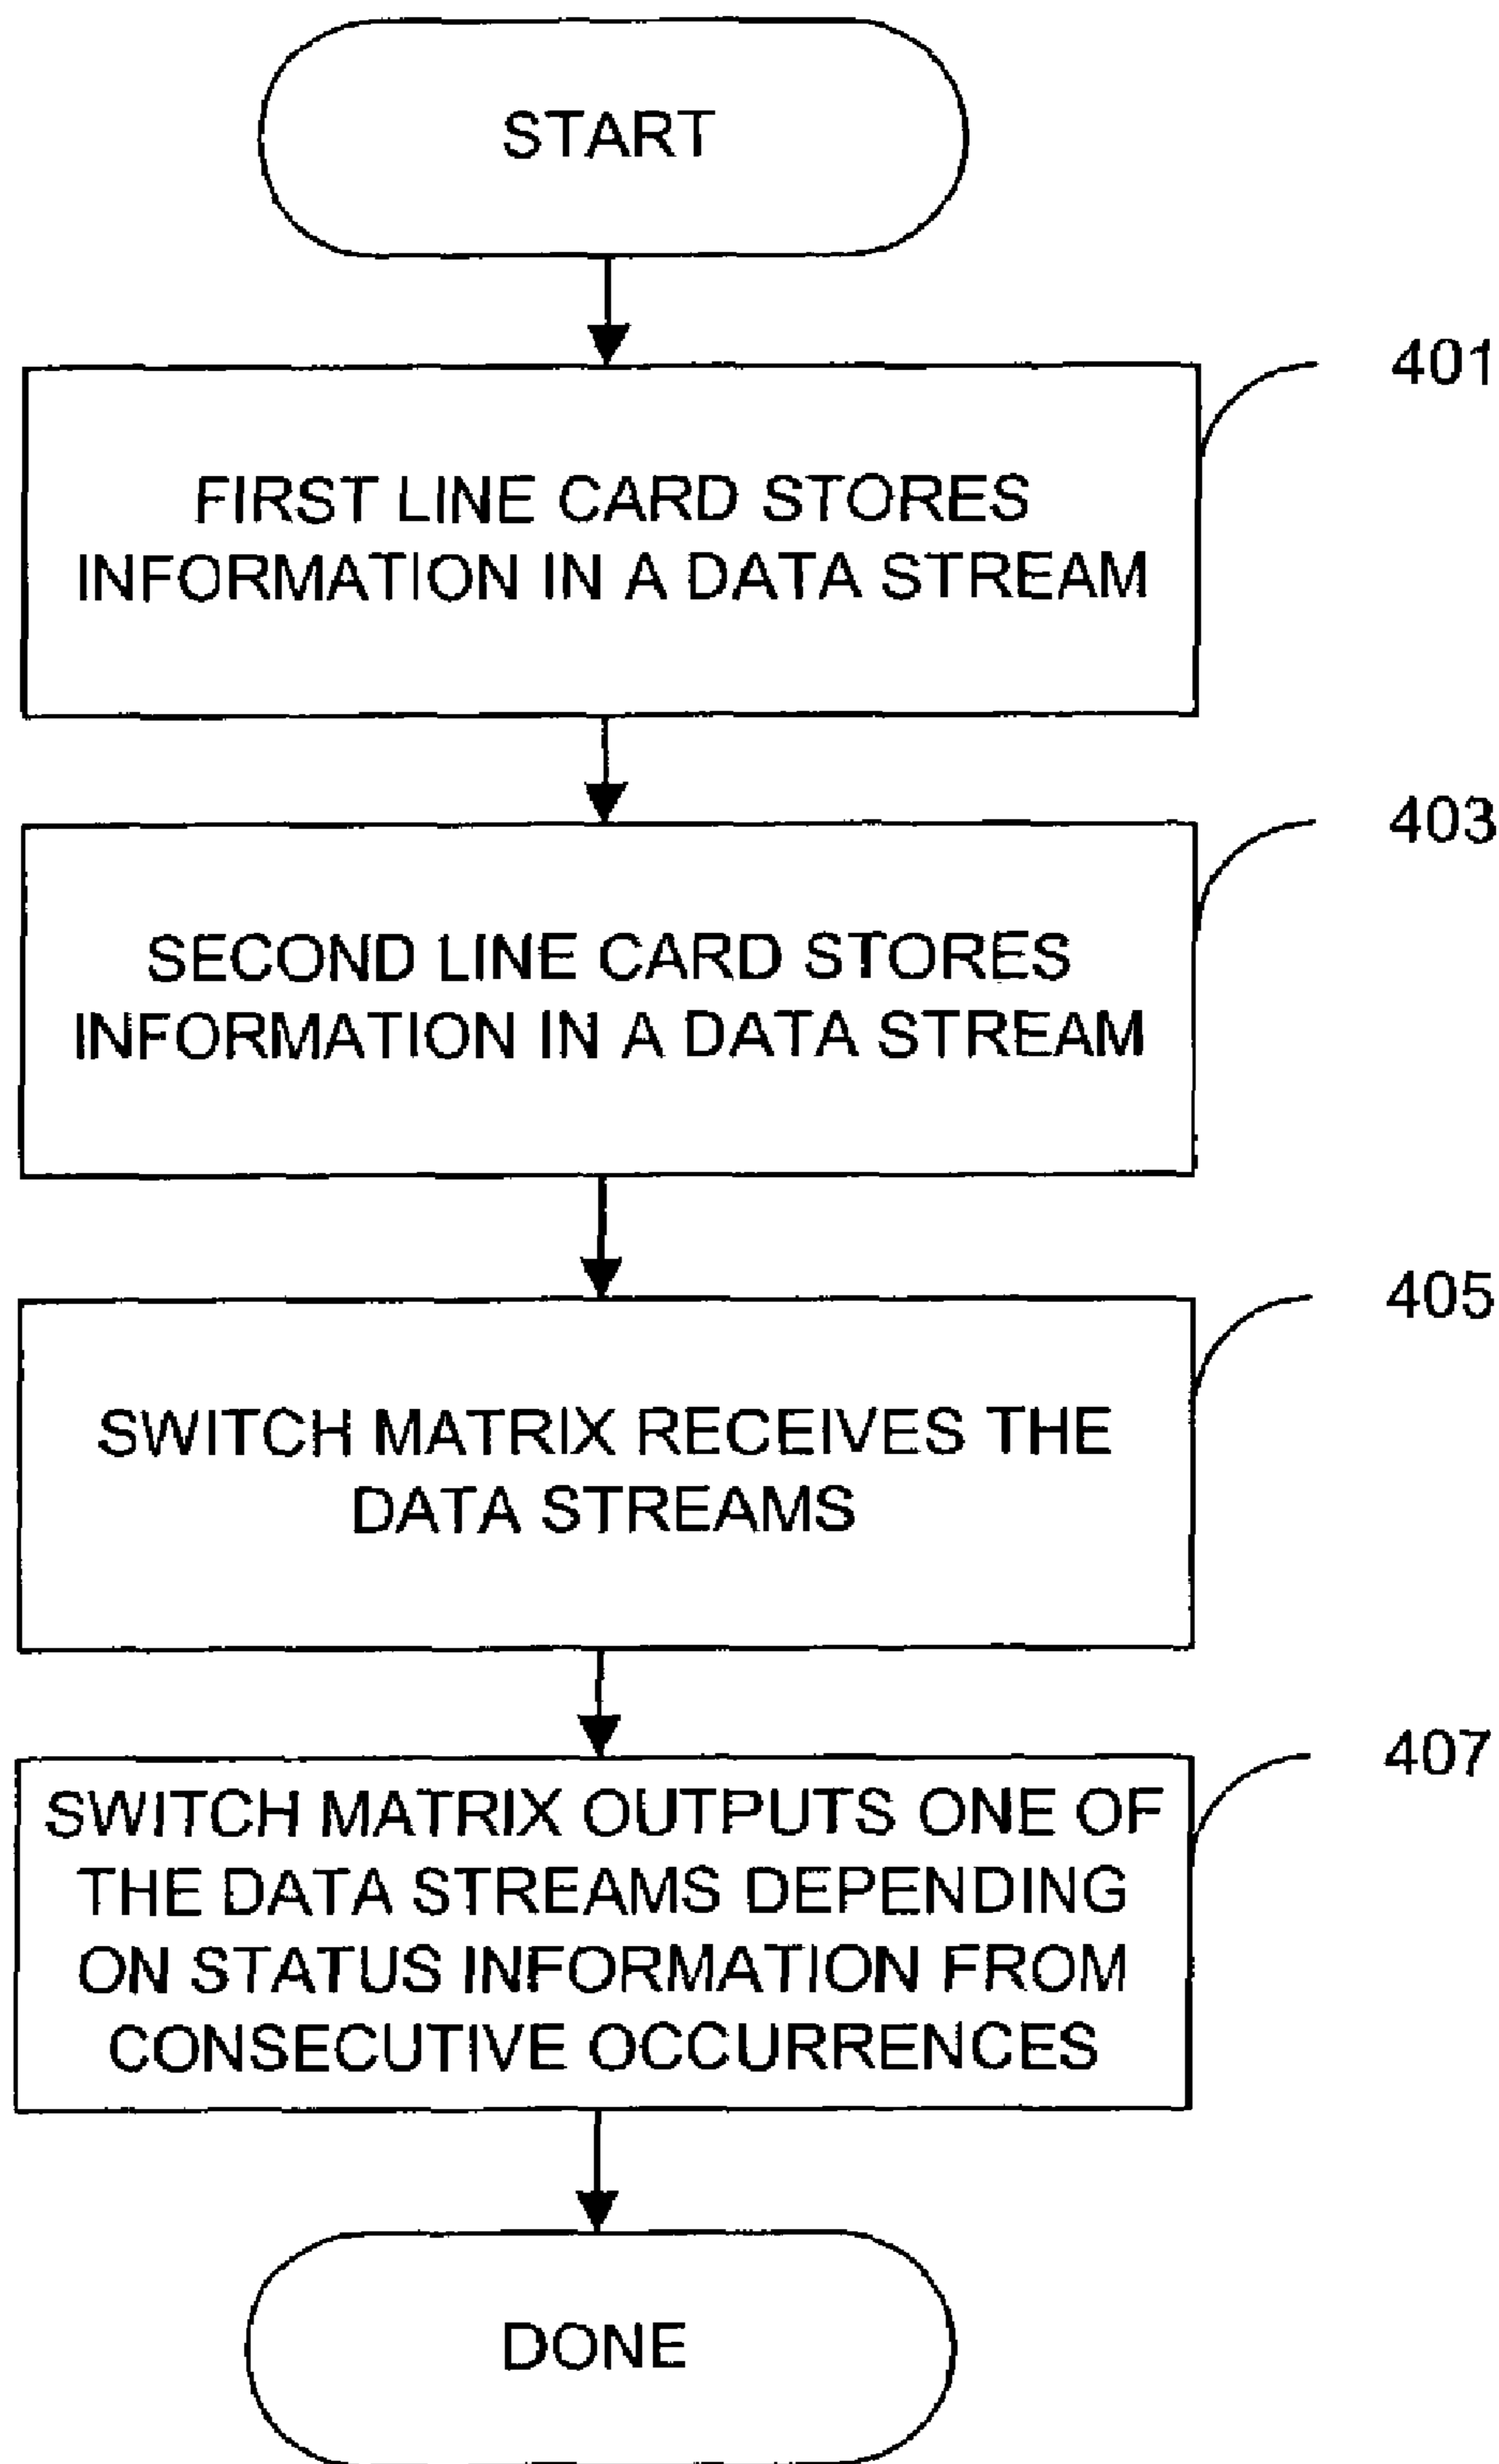 START
401
FIRST LINE CARD STORES
INFORMATION IN A DATA STREAM
403
SECOND LINE CARD STORES
INFORMATION IN A DATA STREAM
405
SWITCH MATRIX RECEIVES THE
DATA STREAMS
407
SWITCH MATRIX OUTPUTS ONE OF
THE DATA STREAMS DEPENDING
ON STATUS INFORMATION FROM
CONSECUTIVE OCCURRENCES
DONE